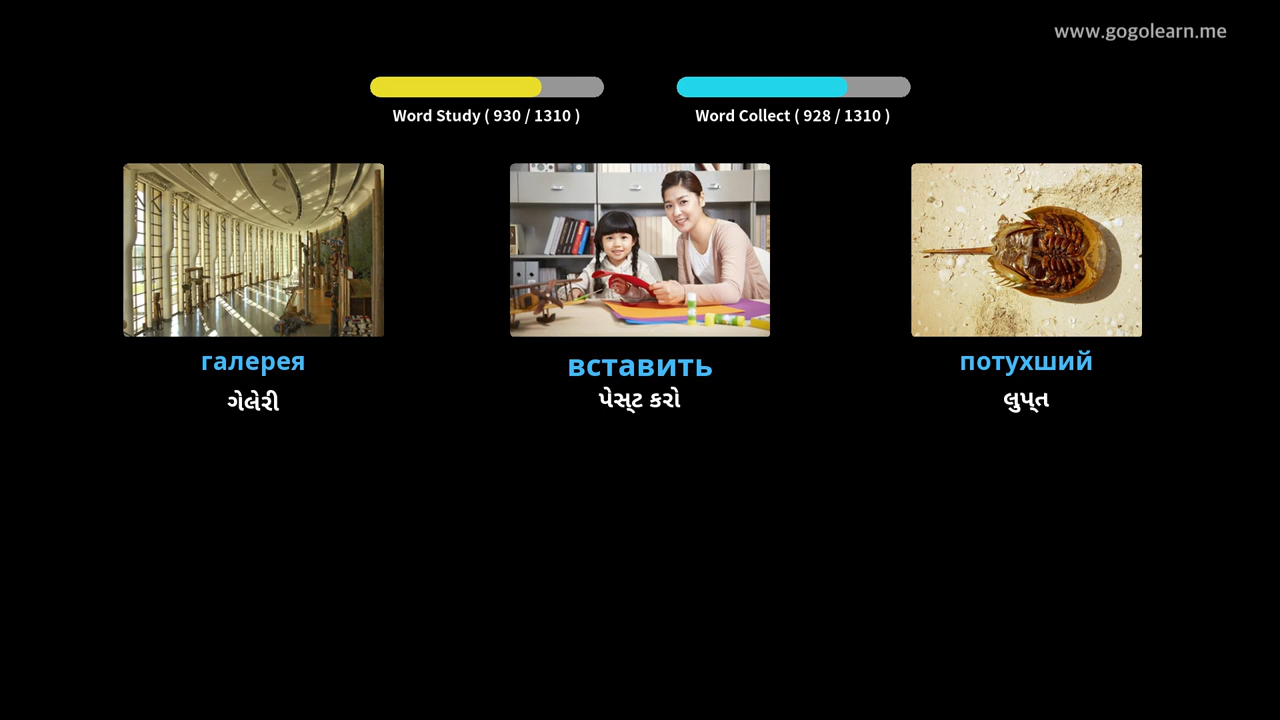 www.gogolearn.me
Word Study ( 930 / 1310 )
Word Collect ( 928 / 1310 )
галерея
вставить
потухший
ગેલેરી
પેસ્ટ કરો
લુપ્ત